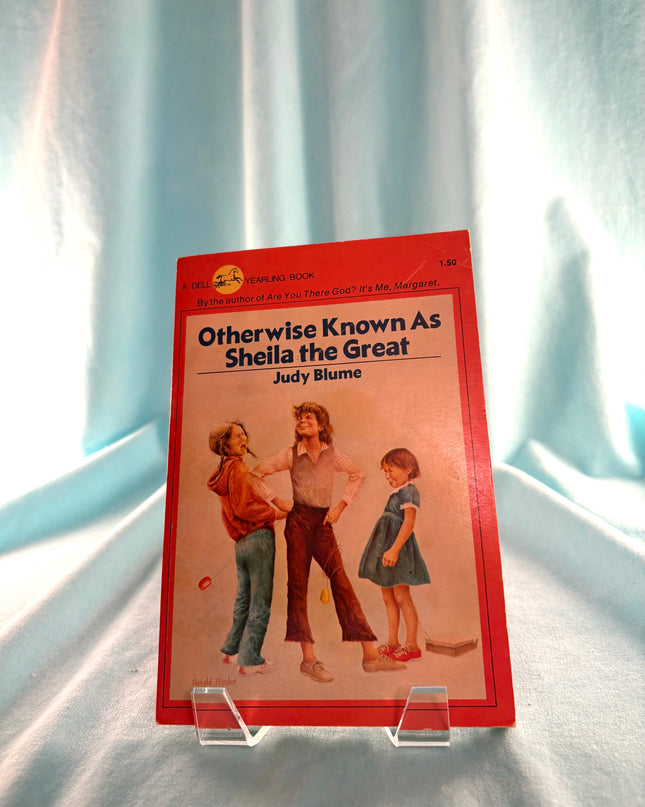 A DELL YEARLING BOOK
1.50
By the author of Are You There God? It's Me, Margaret.
Otherwise Known As
Sheila the Great
Judy Blume